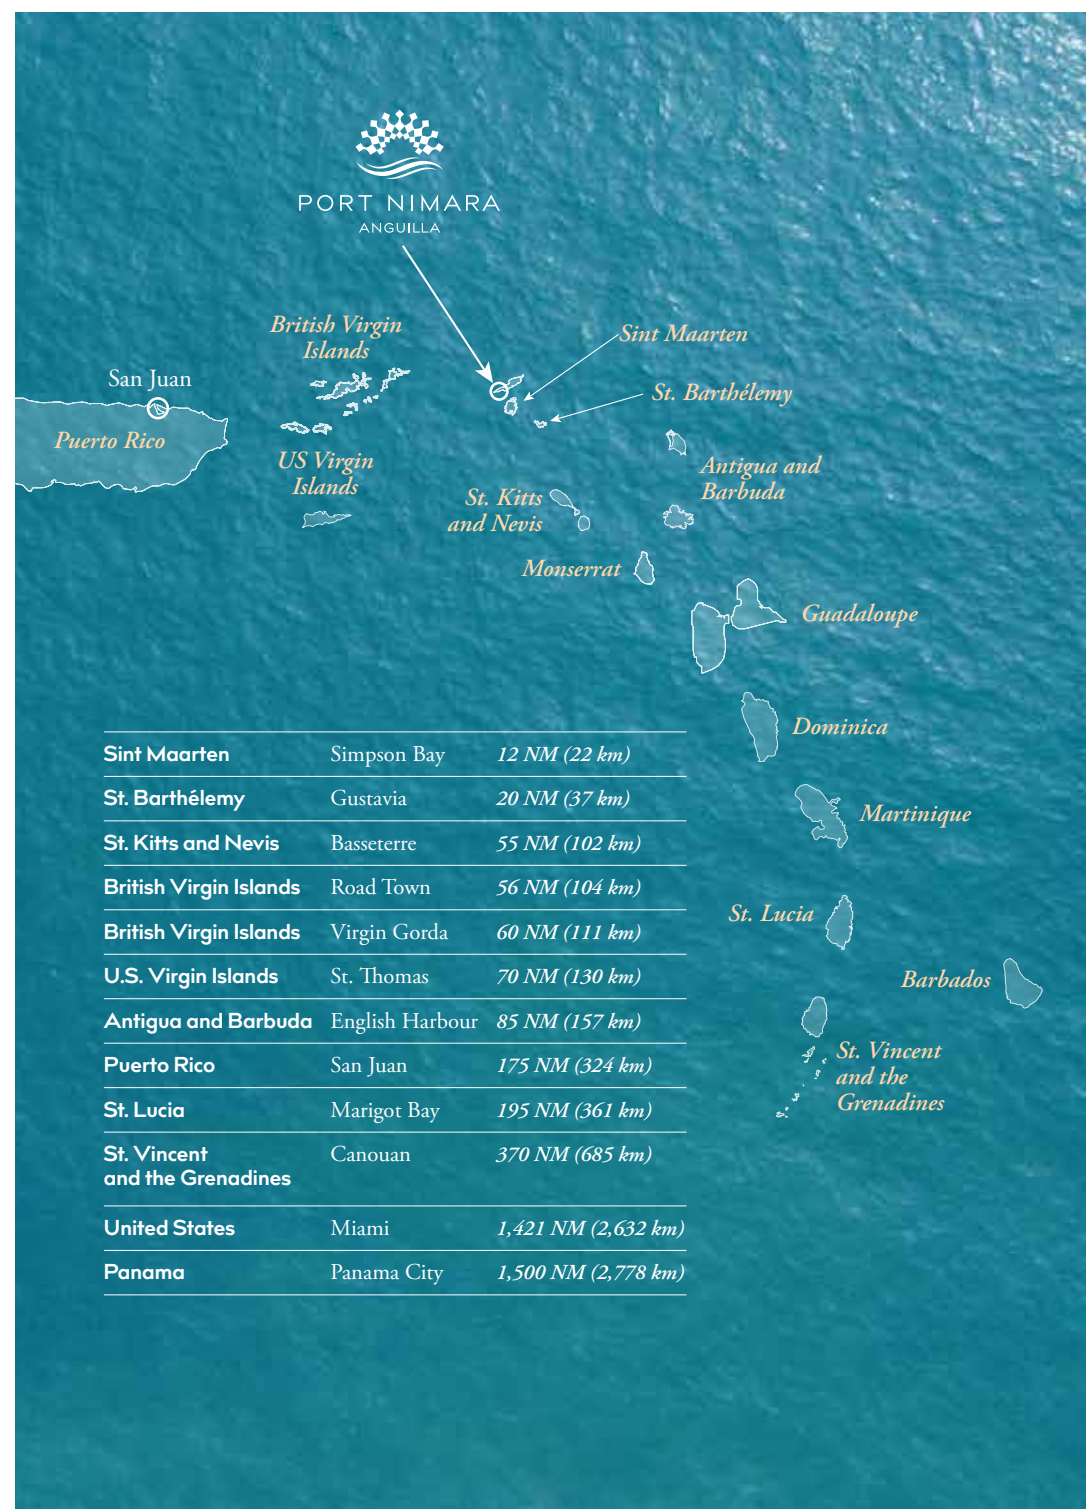 PORT NIMARA
ANGUILLA
British Virgin
Islands
Sint Maarten
San Juan
St. Barthélemy
Puerto Rico
US Virgin
Islands
Antigua and
Barbuda
St. Kitts
and Nevis
Monserrat
Guadaloupe
Dominica
Martinique
St. Lucia
Barbados
St. Vincent
and the
Grenadines
Sint Maarten Simpson Bay 12 NM (22 km)
St. Barthélemy Gustavia 20 NM (37 km)
St. Kitts and Nevis Basseterre 55 NM (102 km)
British Virgin Islands Road Town 56 NM (104 km)
British Virgin Islands Virgin Gorda 60 NM (111 km)
U.S. Virgin Islands St. Thomas 70 NM (130 km)
Antigua and Barbuda English Harbour 85 NM (157 km)
Puerto Rico San Juan 175 NM (324 km)
St. Lucia Marigot Bay 195 NM (361 km)
St. Vincent Canouan 370 NM (685 km)
and the Grenadines
United States Miami 1,421 NM (2,632 km)
Panama Panama City 1,500 NM (2,778 km)